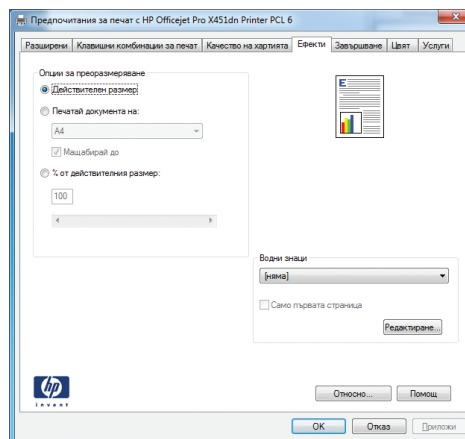 Предпочитания за печат с HP Officejet Pro X451dn Printer PCL 6
Разширени Клавишни комбинации за печат Качество на хартията Ефекти Завършване Цвят Услуги
Опции за преоразмеряване
Действителен размер
Печатай документа на:
A4
Мащабирай до
% от действителния размер:
100
E
Водни знаци
[няма]
Само първата страница
Редактиране...
hp
invent
Относно... Помощ
OK Отказ Приложи